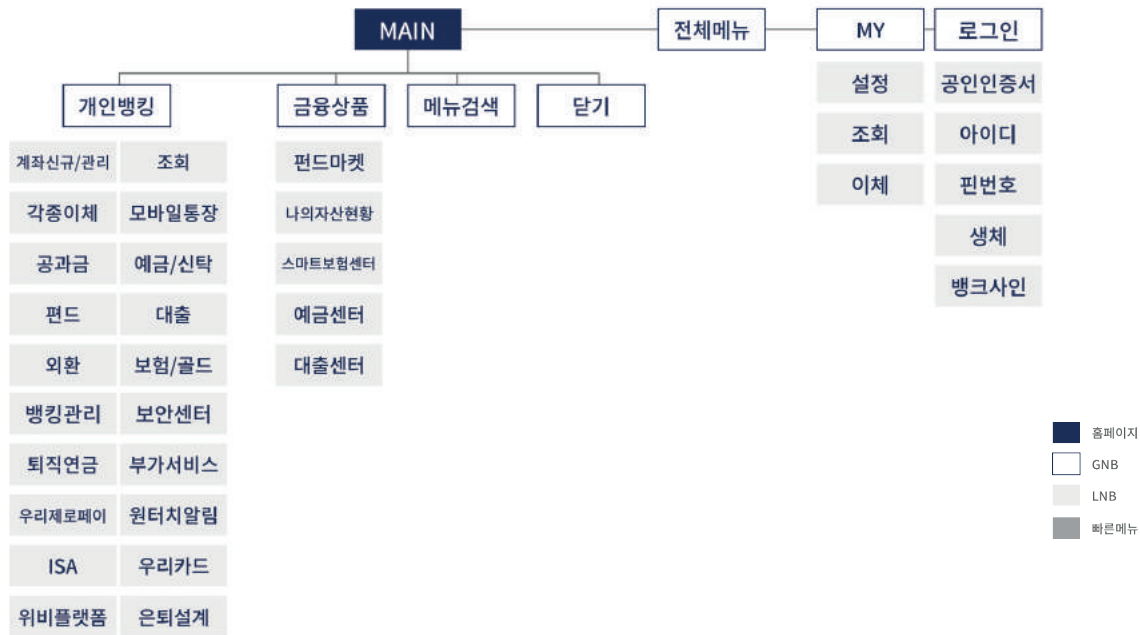 MAIN
전체메뉴
MY
로그인
개인뱅킹
금융상품
메뉴검색
닫기
설정
조회
이체
공인인증서
아이디
핀번호
생체
뱅크사인
계좌신규/관리
조회
각종이체
모바일통장
공과금
예금/신탁
편드
대출
외환
보험/골드
뱅킹관리
보안센터
퇴직연금
부가서비스
우리제로페이
원터치알림
ISA
우리카드
위비플랫폼
은퇴설계
펀드마켓
나의자산현황
스마트보험센터
예금센터
대출센터
홈페이지
GNB
LNB
빠른메뉴